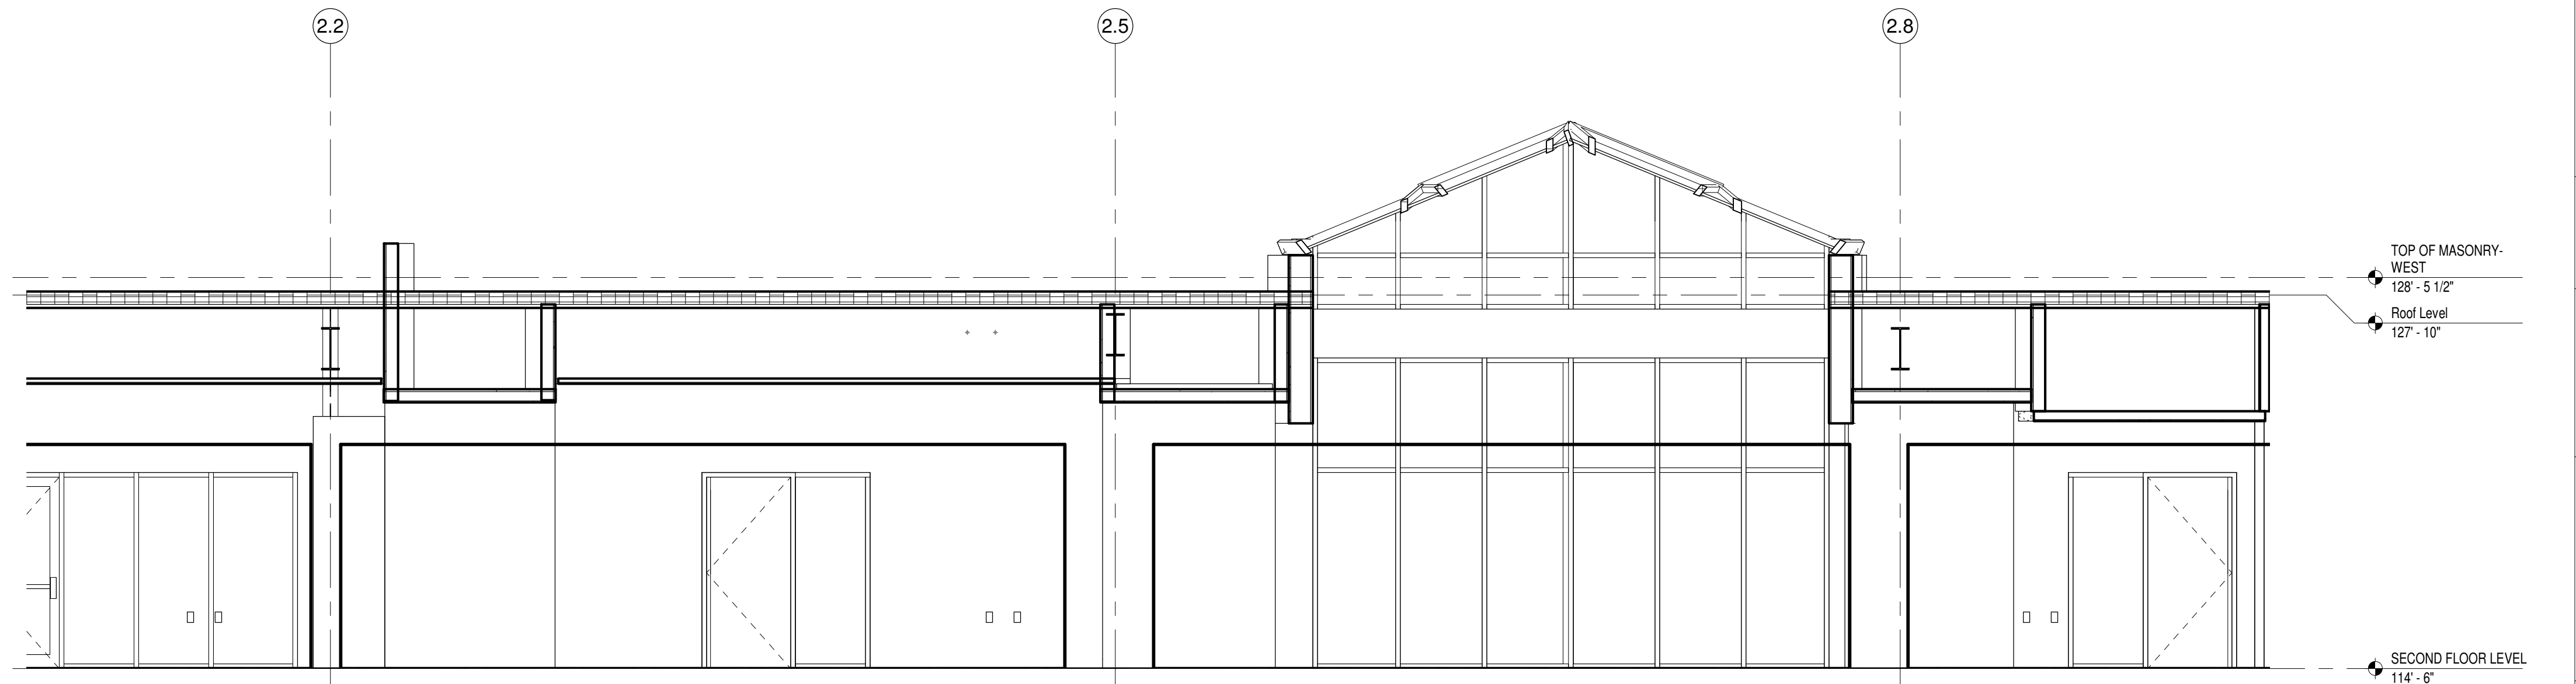 2.2
2.5
2.8
TOP OF MASONRY-
WEST
128' - 5 1/2"
Roof Level
127' - 10"
SECOND FLOOR LEVEL
114' - 6"